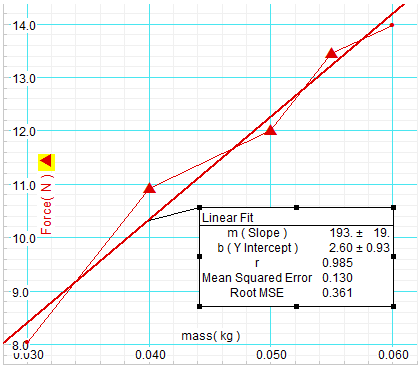 14.0
13.0
12.0
11.0
10.0
9.0
8.0
Force( N )
Linear Fit
m ( Slope ) 193. ± 19.
b ( Y Intercept ) 2.60 ± 0.93
r 0.985
Mean Squared Error 0.130
Root MSE 0.361
mass( kg )
0.030 0.040 0.050 0.060